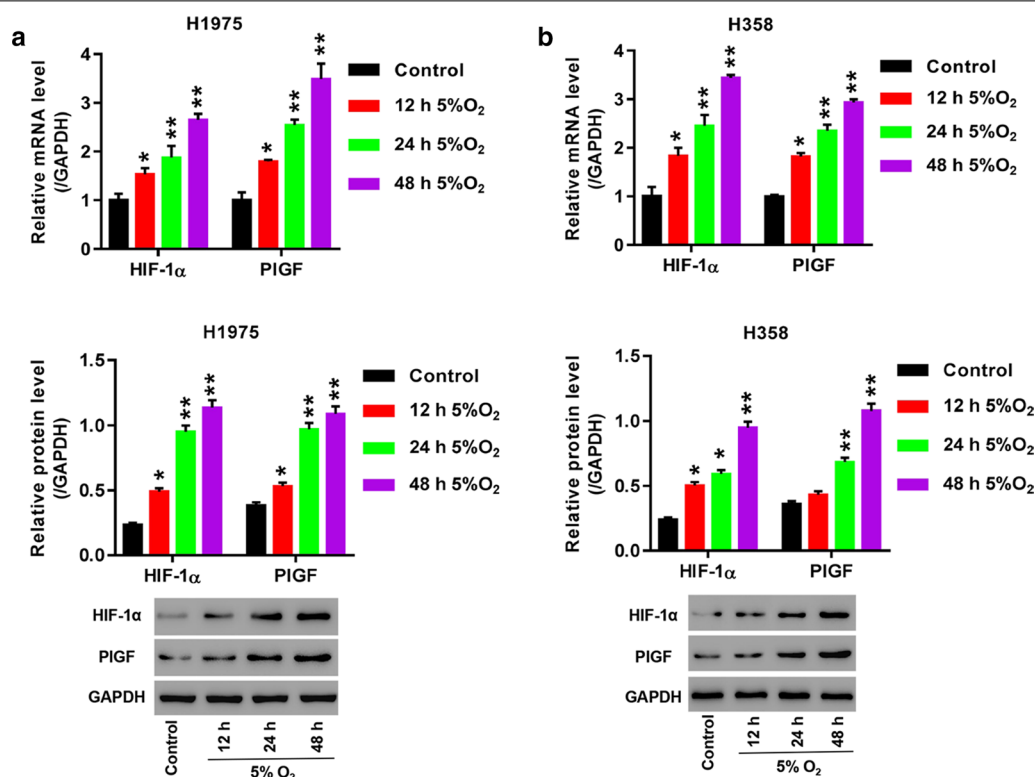 a
H1975
Relative mRNA level
(/GAPDH)
4
3
2
1
0
* ** ** * ** **
HIF-1α PIGF
Control
12 h 5%O₂
24 h 5%O₂
48 h 5%O₂
b
H358
Relative mRNA level
(/GAPDH)
4
3
2
1
0
* ** ** * ** **
HIF-1α PIGF
Control
12 h 5%O₂
24 h 5%O₂
48 h 5%O₂
H1975
Relative protein level
(/GAPDH)
1.5
1.0
0.5
0.0
* ** ** * ** **
HIF-1α PIGF
Control
12 h 5%O₂
24 h 5%O₂
48 h 5%O₂
HIF-1α
PIGF
GAPDH
Control 12 h 24 h 48 h
5% O₂
H358
Relative protein level
(/GAPDH)
1.5
1.0
0.5
0.0
* * ** ** **
HIF-1α PIGF
Control
12 h 5%O₂
24 h 5%O₂
48 h 5%O₂
HIF-1α
PIGF
GAPDH
Control 12 h 24 h 48 h
5% O₂